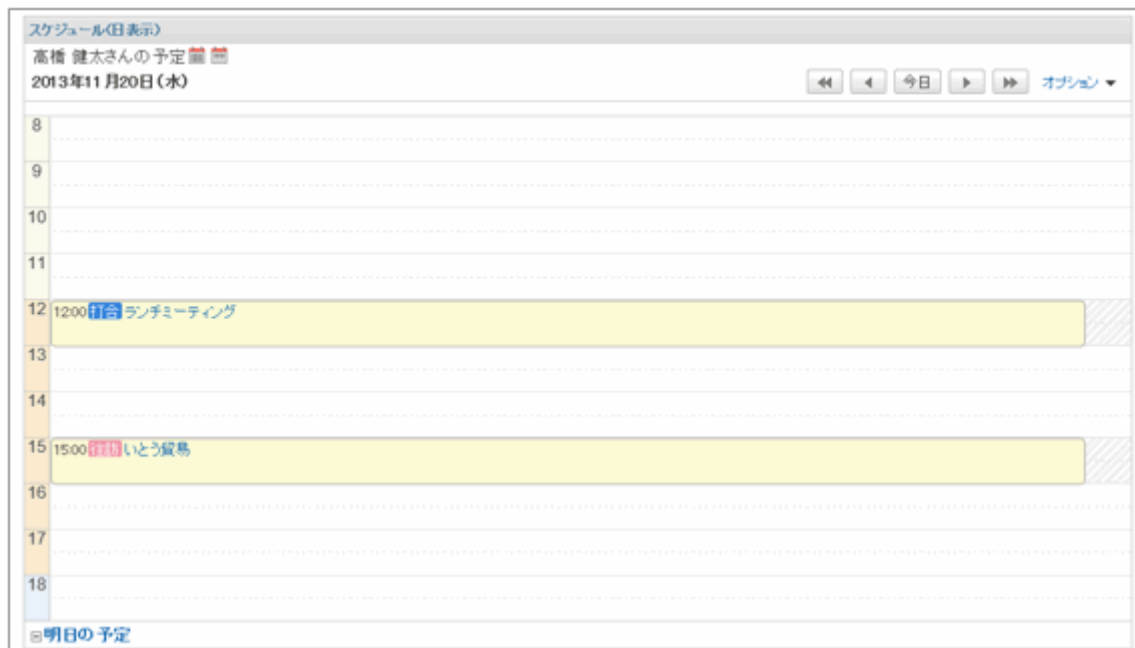 スケジュール(日表示)
高橋 健太さんの予定
2013年11月20日(水)
今日 オプション
8
9
10
11
12 12:00 打合 ランチミーティング
13
14
15 15:00 往訪 いとう貿易
16
17
18
明日の予定